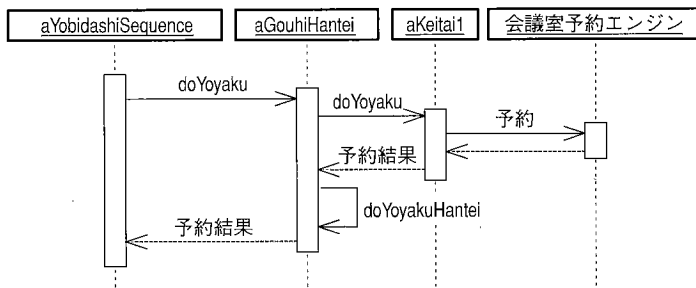 aYobidashiSequence
aGouhiHantei
aKeitai1
会議室予約エンジン
doYoyaku
doYoyaku
予約
予約結果
doYoyakuHantei
予約結果